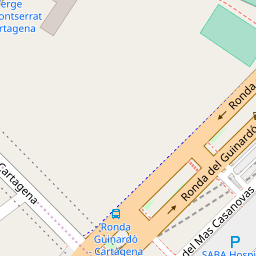 Verge
Montserrat
Cartagena
Ronda
Ronda del Guinardó
Cartagena
Ronda
Guinardó
- Cartagena
del Mas Casanovas
P
SABA Hospi